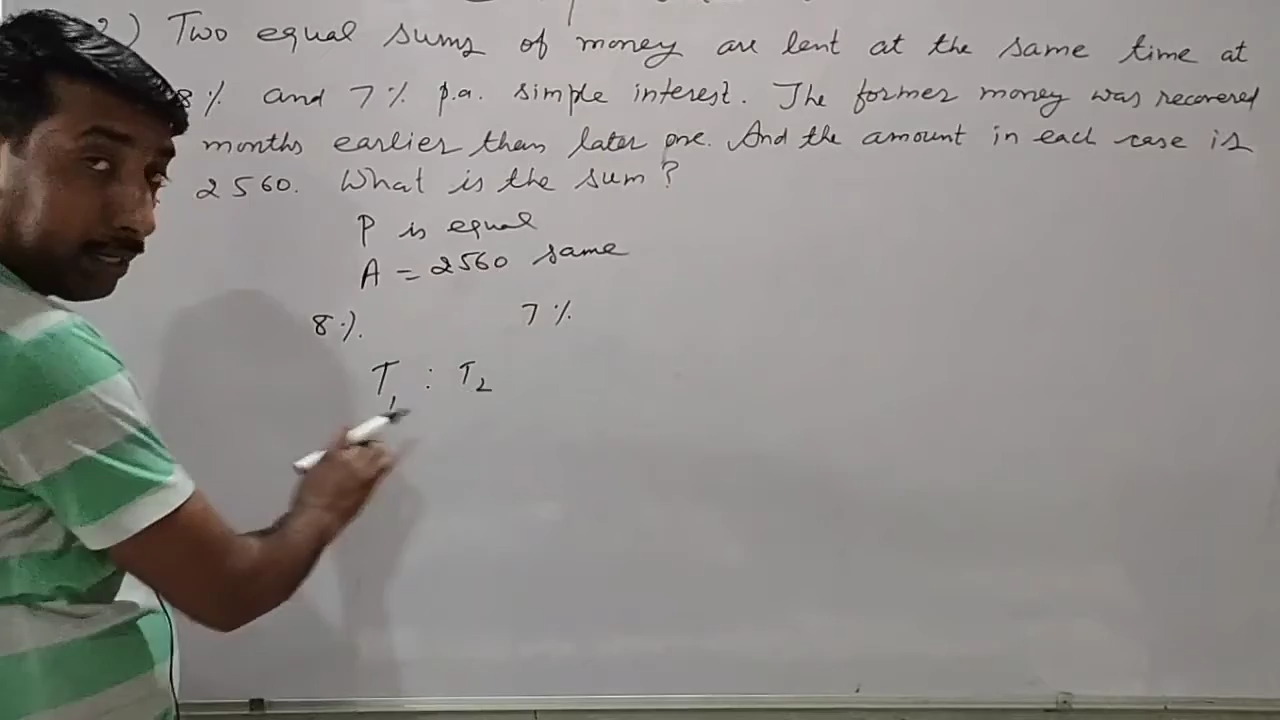 2) Two equal sums of money are lent at the same time at
8% and 7% p.a. simple interest. The former money was recovered
months earlier than later one. And the amount in each case is
2560. What is the sum?
P is equal
A = 2560 same
8%. 7%
T1 : T2